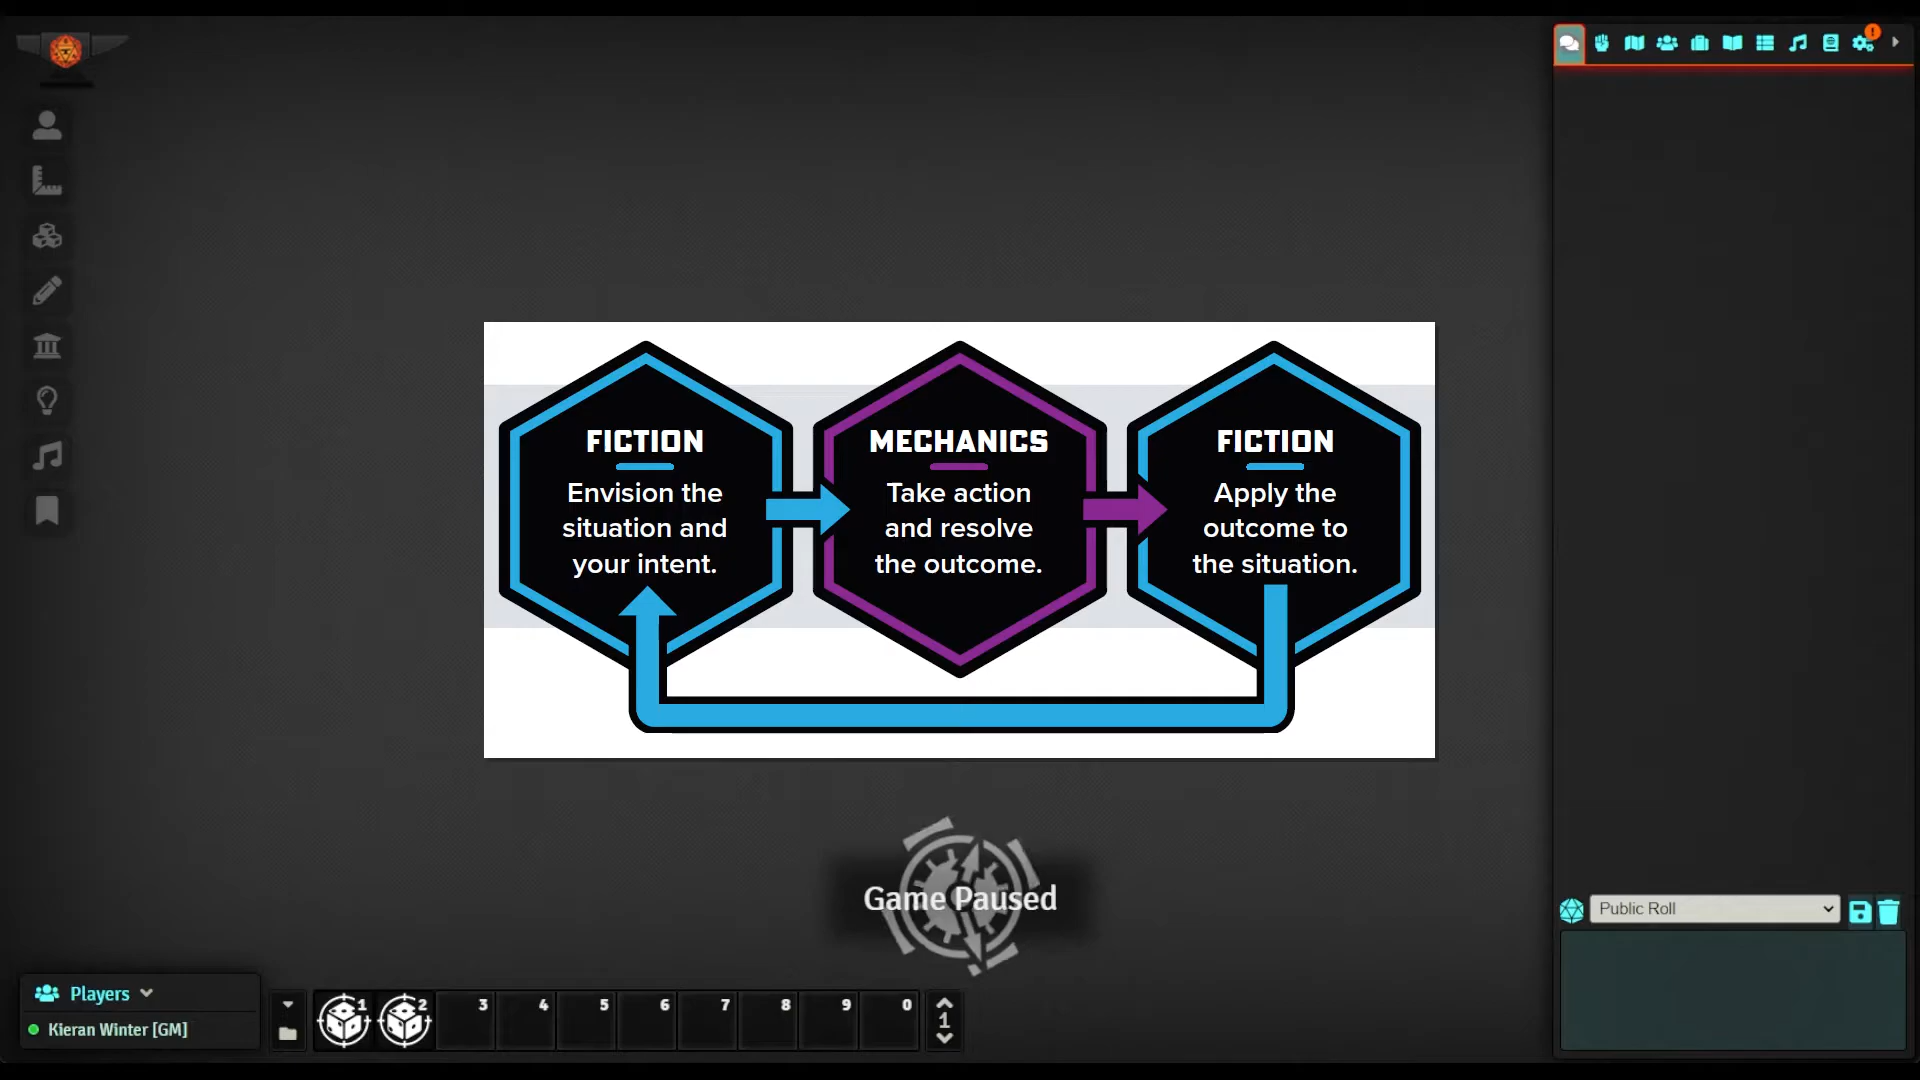 FICTION
Envision the
situation and
your intent.
MECHANICS
Take action
and resolve
the outcome.
FICTION
Apply the
outcome to
the situation.
Game Paused
Public Roll
Players
Kieran Winter [GM]
1 2 3 4 5 6 7 8 9 0
1
!